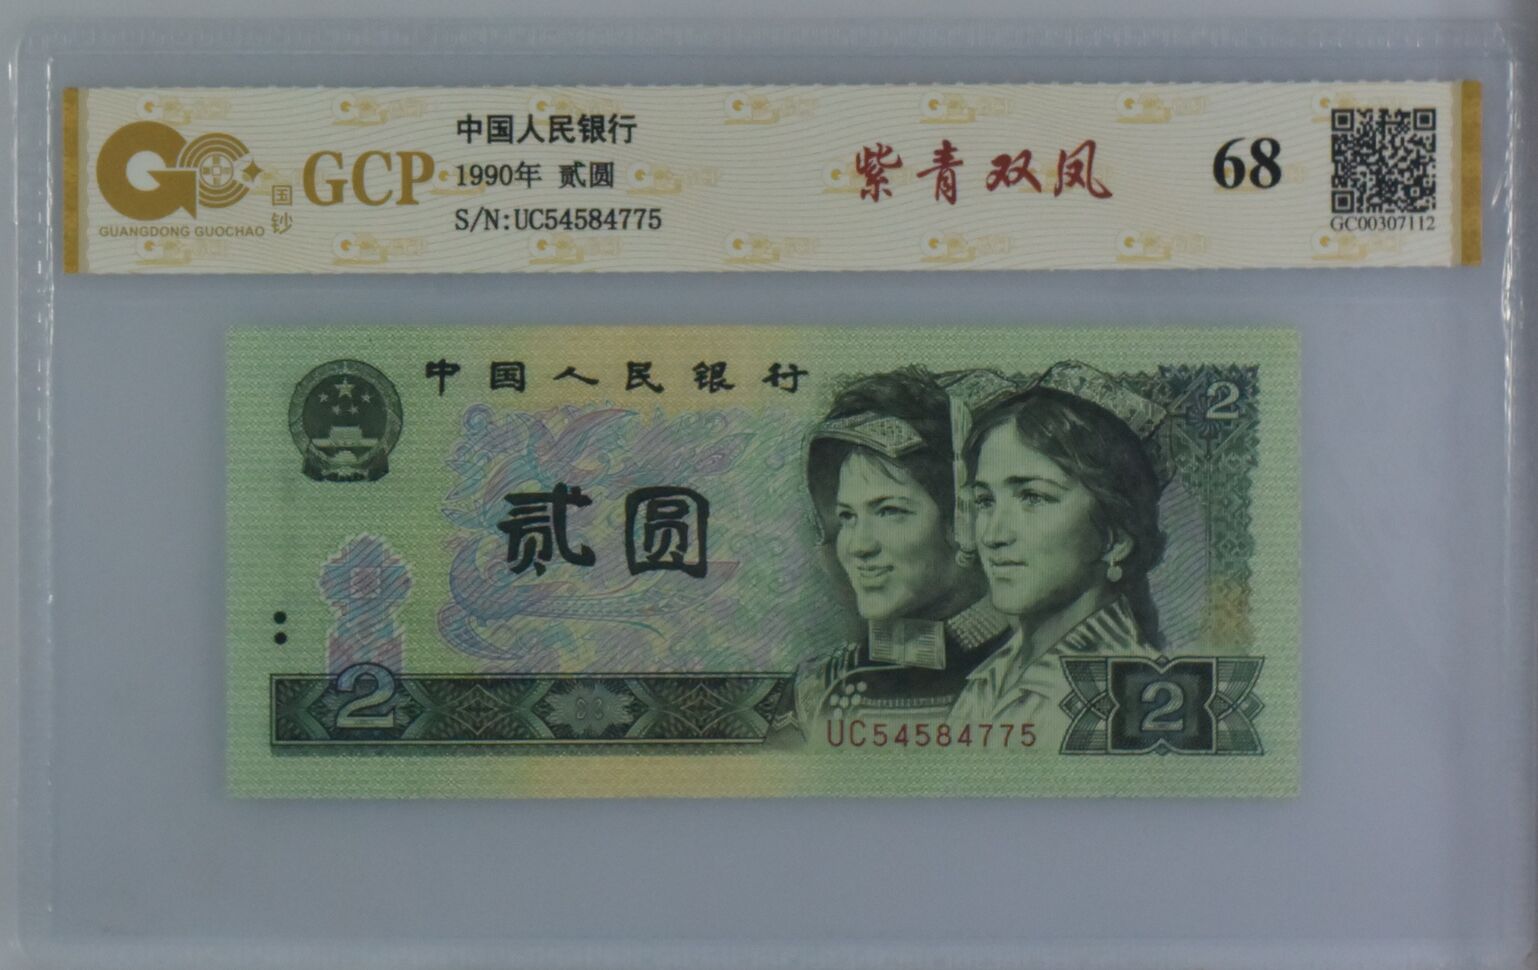 GCP
国钞
GUANGDONG GUOCHAO
中国人民银行
1990年 贰圆
S/N:UC54584775
紫青双凤
68
GC00307112
中国人民银行
2
贰圆
2
UC54584775
2